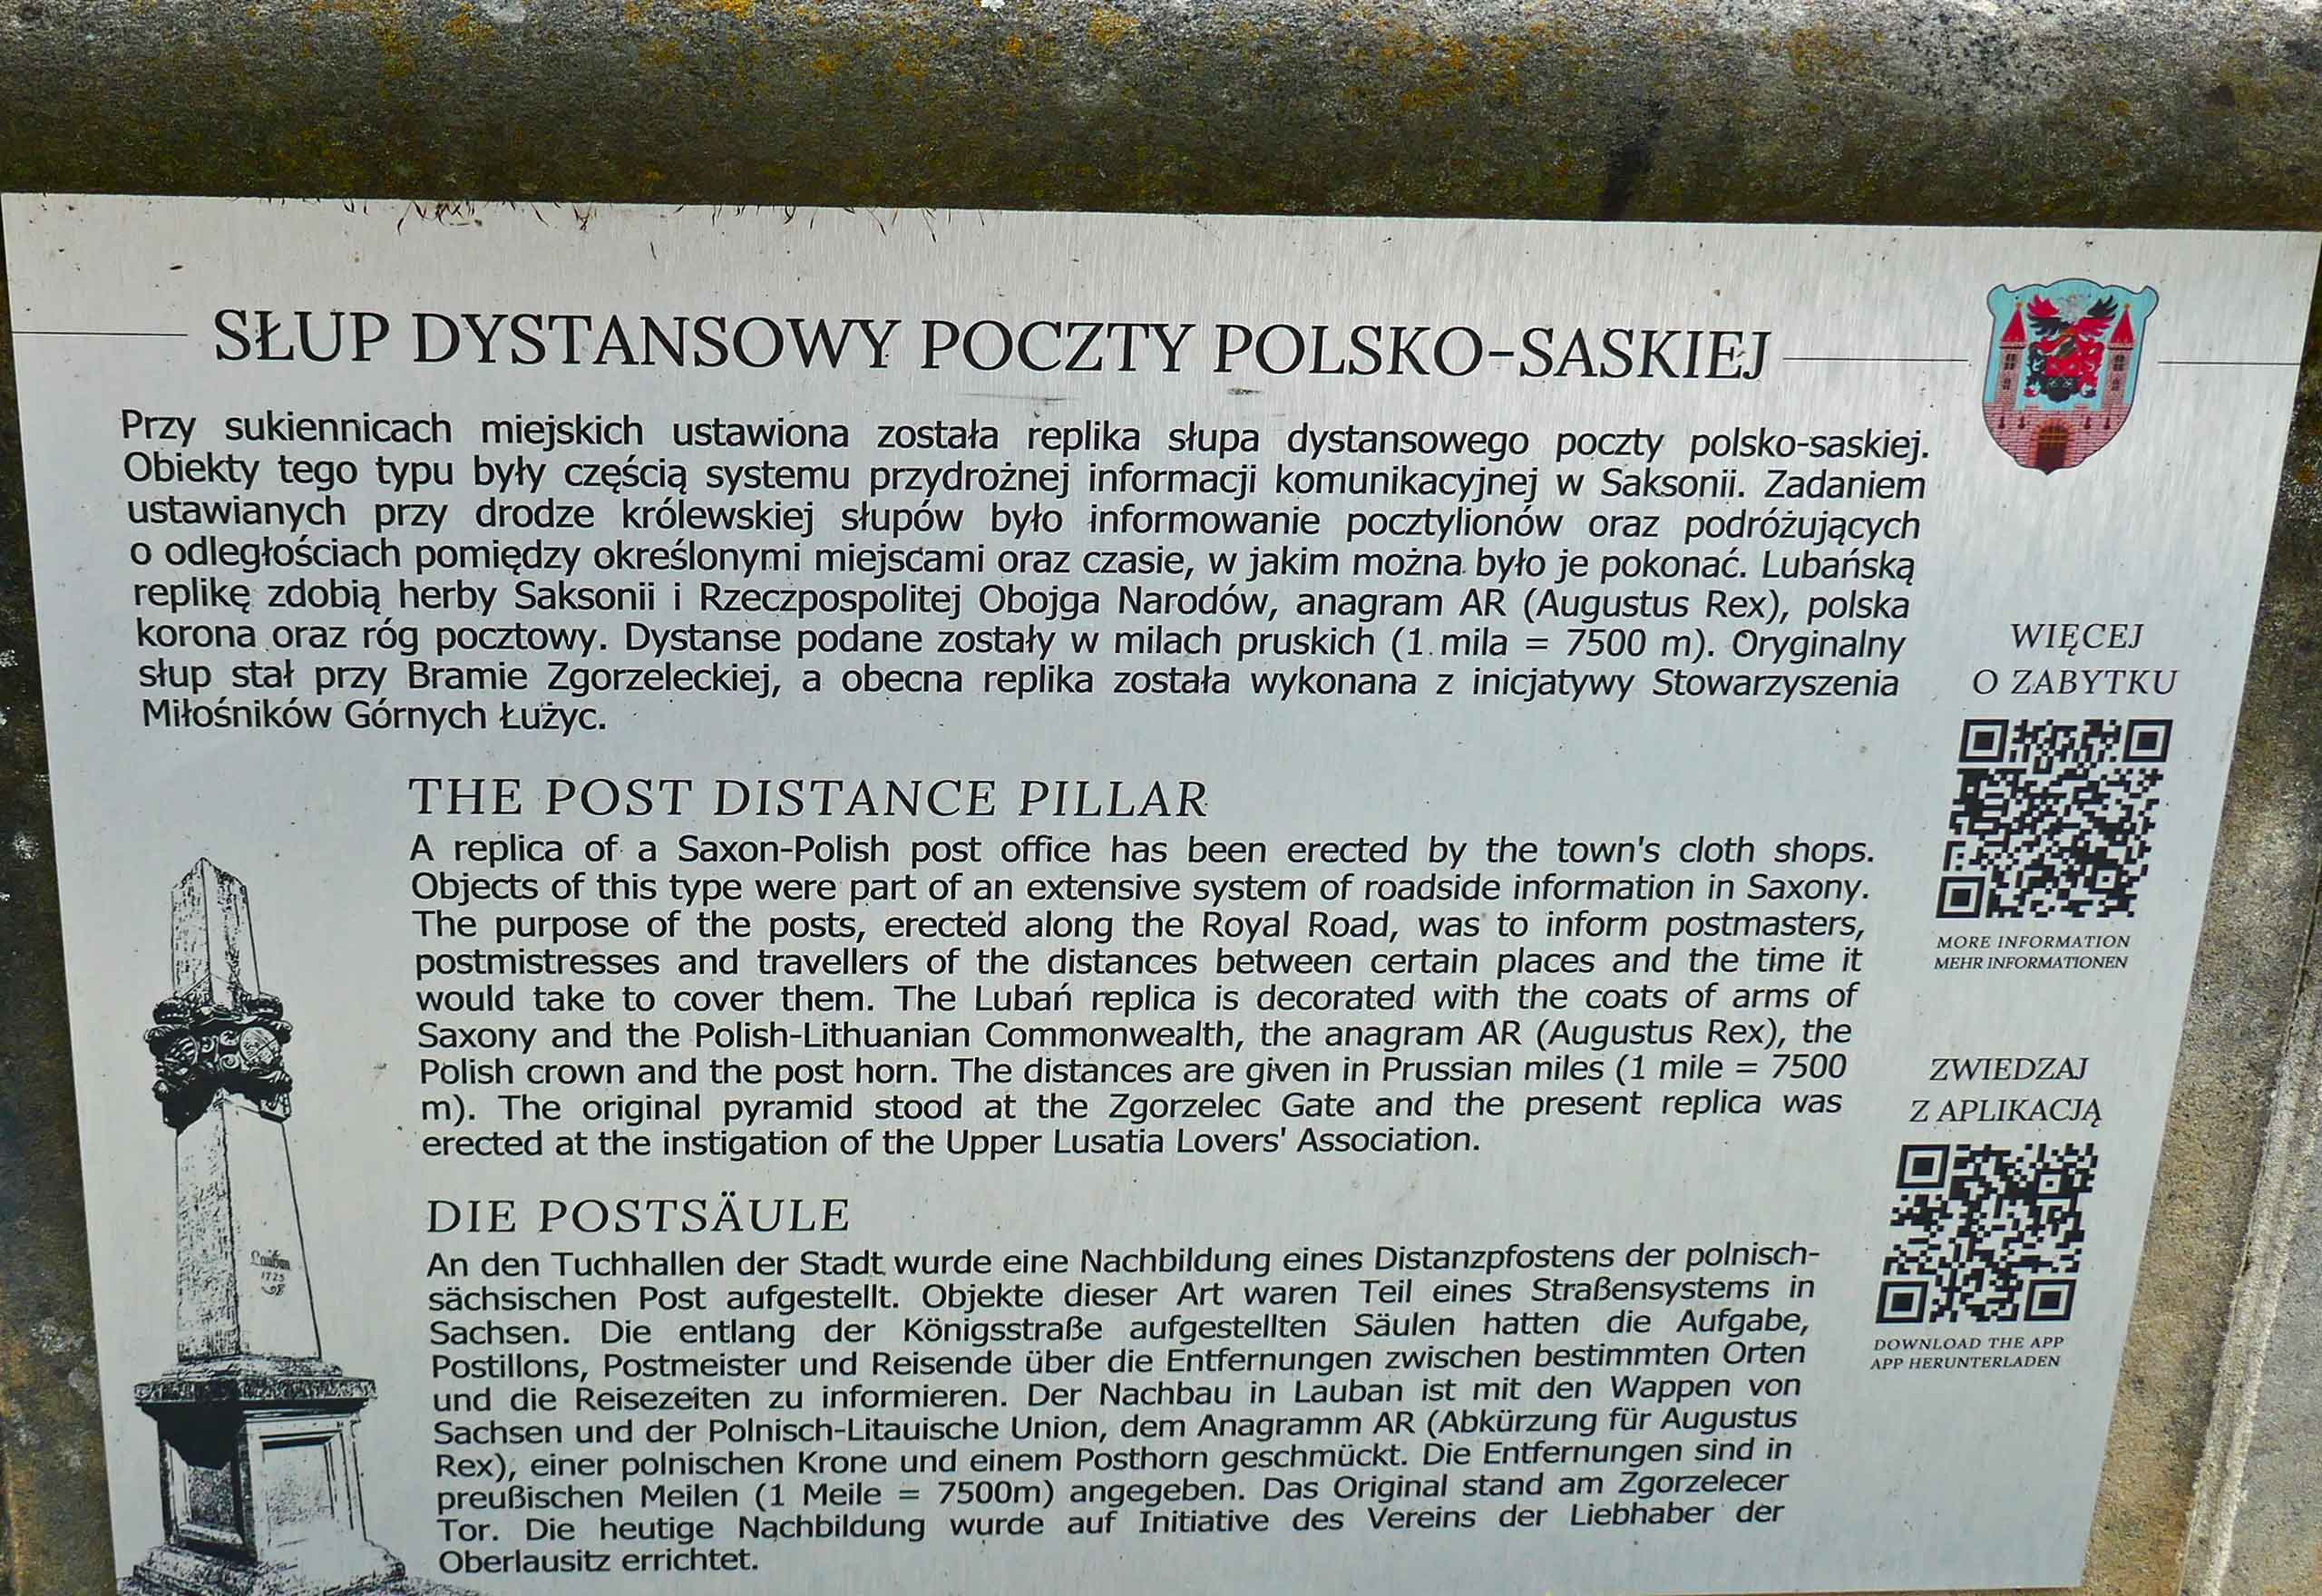 SŁUP DYSTANSOWY POCZTY POLSKO-SASKIEJ
Przy sukiennicach miejskich ustawiona została replika słupa dystansowego poczty polsko-saskiej.
Obiekty tego typu były częścią systemu przydrożnej informacji komunikacyjnej w Saksonii. Zadaniem
ustawianych przy drodze królewskiej słupów było informowanie pocztylionów oraz podróżujących
o odległościach pomiędzy określonymi miejscami oraz czasie, w jakim można było je pokonać. Lubańską
replikę zdobią herby Saksonii i Rzeczpospolitej Obojga Narodów, anagram AR (Augustus Rex), polska
korona oraz róg pocztowy. Dystanse podane zostały w milach pruskich (1 mila = 7500 m). Oryginalny
słup stał przy Bramie Zgorzeleckiej, a obecna replika została wykonana z inicjatywy Stowarzyszenia
Miłośników Górnych Łużyc.
THE POST DISTANCE PILLAR
A replica of a Saxon-Polish post office has been erected by the town's cloth shops.
Objects of this type were part of an extensive system of roadside information in Saxony.
The purpose of the posts, erected along the Royal Road, was to inform postmasters,
postmistresses and travellers of the distances between certain places and the time it
would take to cover them. The Lubań replica is decorated with the coats of arms of
Saxony and the Polish-Lithuanian Commonwealth, the anagram AR (Augustus Rex), the
Polish crown and the post horn. The distances are given in Prussian miles (1 mile = 7500
m). The original pyramid stood at the Zgorzelec Gate and the present replica was
erected at the instigation of the Upper Lusatia Lovers' Association.
DIE POSTSÄULE
An den Tuchhallen der Stadt wurde eine Nachbildung eines Distanzpfostens der polnisch-
sächsischen Post aufgestellt. Objekte dieser Art waren Teil eines Straßensystems in
Sachsen. Die entlang der Königsstraße aufgestellten Säulen hatten die Aufgabe,
Postillons, Postmeister und Reisende über die Entfernungen zwischen bestimmten Orten
und die Reisezeiten zu informieren. Der Nachbau in Lauban ist mit den Wappen von
Sachsen und der Polnisch-Litauische Union, dem Anagramm AR (Abkürzung für Augustus
Rex), einer polnischen Krone und einem Posthorn geschmückt. Die Entfernungen sind in
preußischen Meilen (1 Meile = 7500m) angegeben. Das Original stand am Zgorzelecer
Tor. Die heutige Nachbildung wurde auf Initiative des Vereins der Liebhaber der
Oberlausitz errichtet.
Lauban
1725
WIĘCEJ
O ZABYTKU
MORE INFORMATION
MEHR INFORMATIONEN
ZWIEDZAJ
Z APLIKACJĄ
DOWNLOAD THE APP
APP HERUNTERLADEN